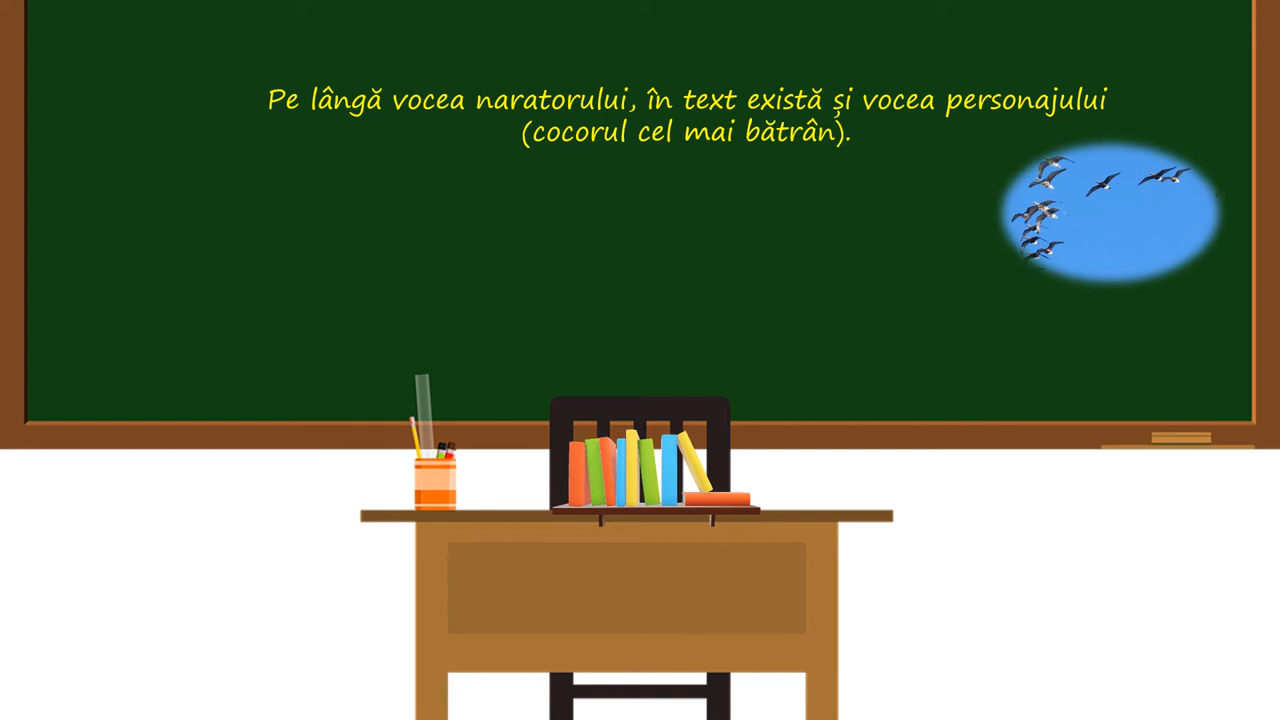 Pe lângă vocea naratorului, în text există și vocea personajului
(cocorul cel mai bătrân).